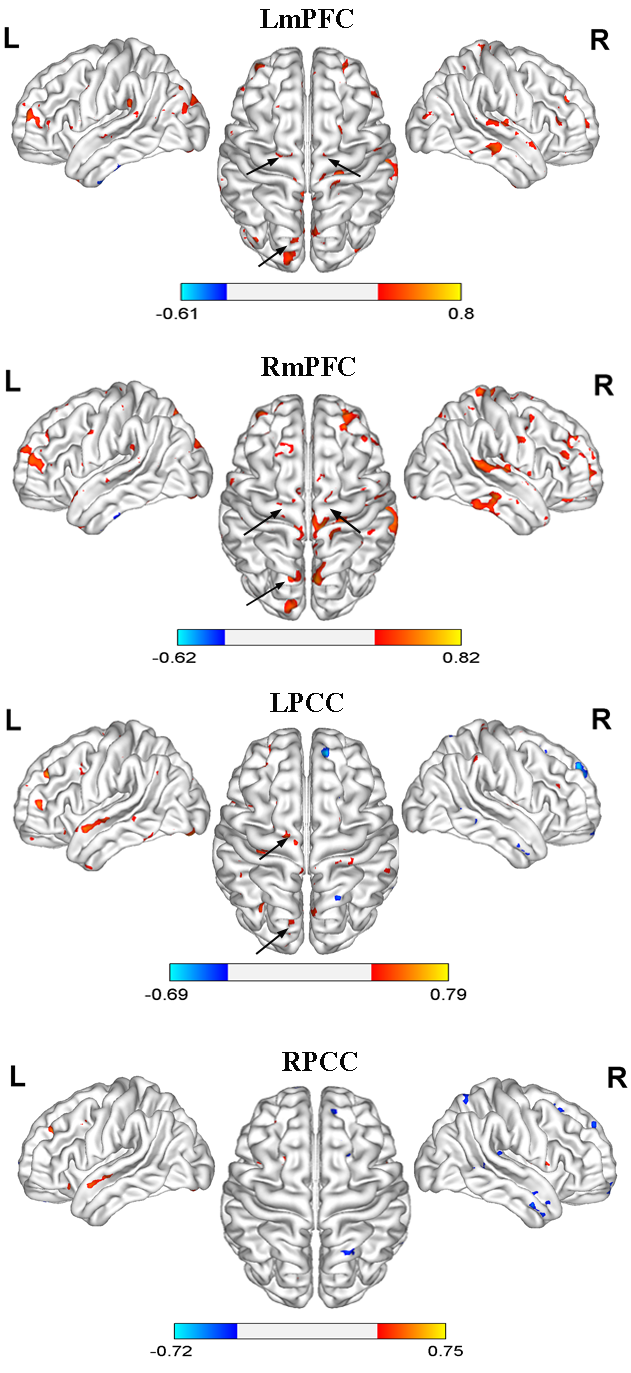 LmPFC
L R
-0.61 0.8
RmPFC
L R
-0.62 0.82
LPCC
L R
-0.69 0.79
RPCC
L R
-0.72 0.75